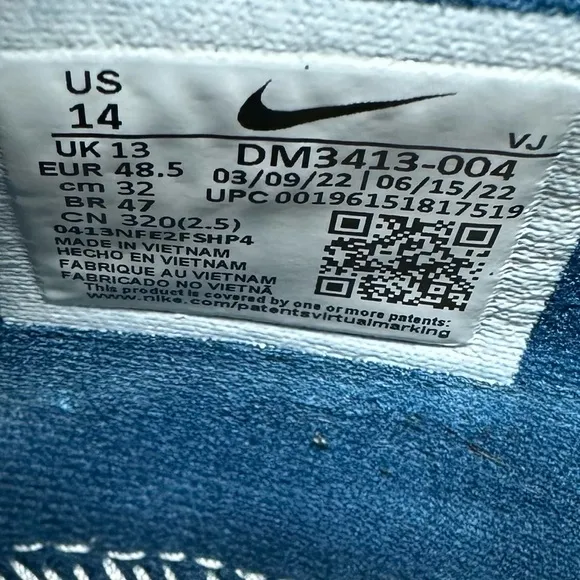 US
14
VJ
UK 13
EUR 48.5
cm 32
BR 47
CN 320(2.5)
DM3413-004
03/09/22 | 06/15/22
UPC 00196151817519
0413NFE2FSHP4
MADE IN VIETNAM
HECHO EN VIETNAM
FABRIQUE AU VIETNAM
FABRICADO NO VIETNÃ
This product is covered by one or more patents:
www.nike.com/patentsvirtualmarking